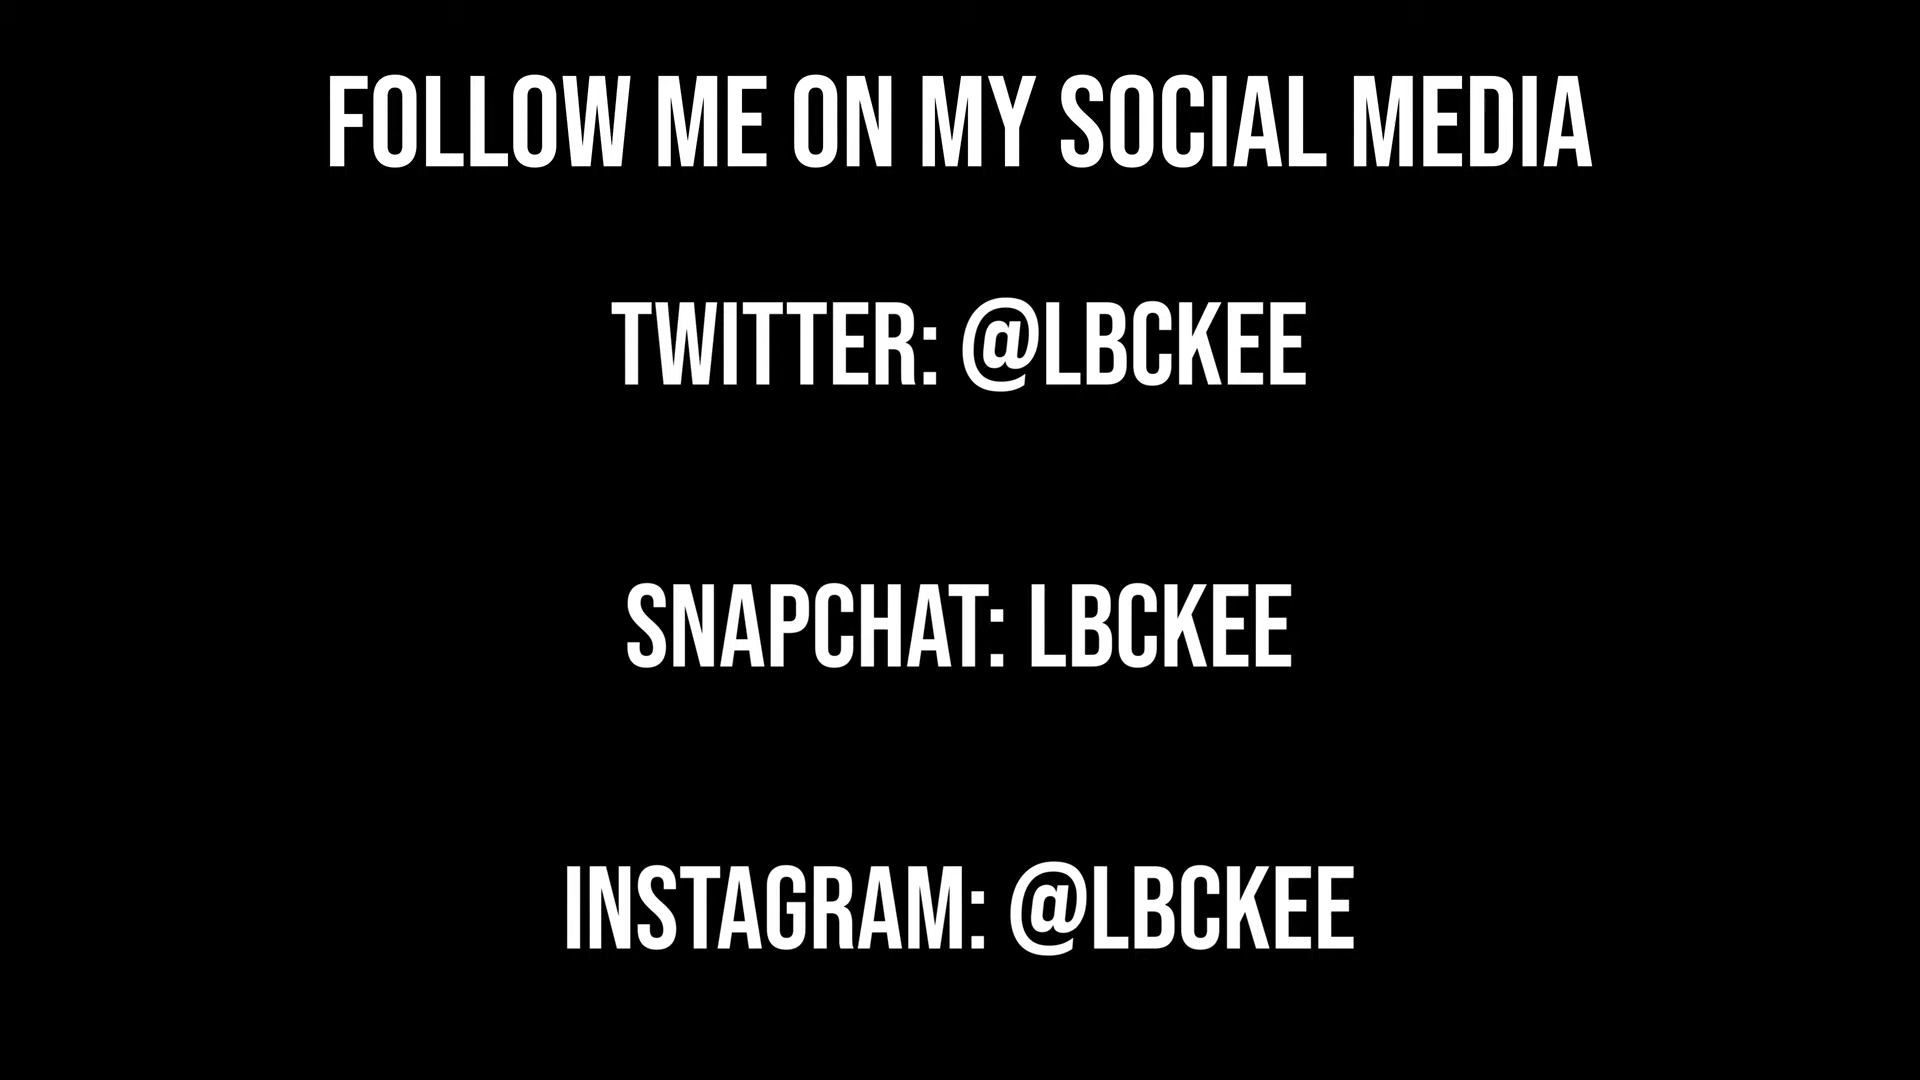 FOLLOW ME ON MY SOCIAL MEDIA
TWITTER: @LBCKEE
SNAPCHAT: LBCKEE
INSTAGRAM: @LBCKEE